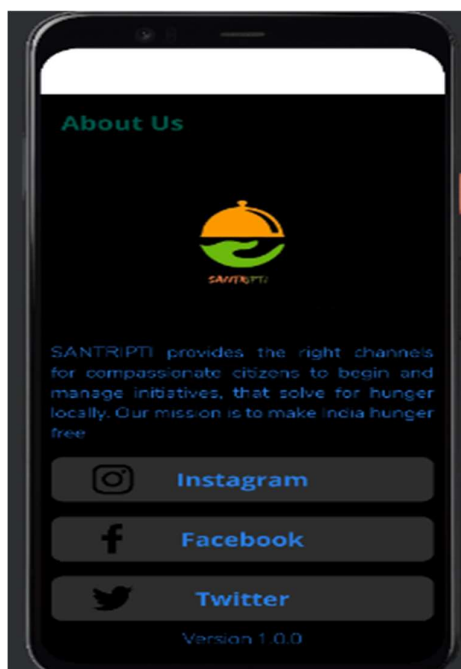 About Us
SANTRIPTI
SANTRIPTI provides the right channels
for compassionate citizens to begin and
manage initiatives, that solve for hunger
locally. Our mission is to make India hunger
free
Instagram
Facebook
Twitter
Version 1.0.0